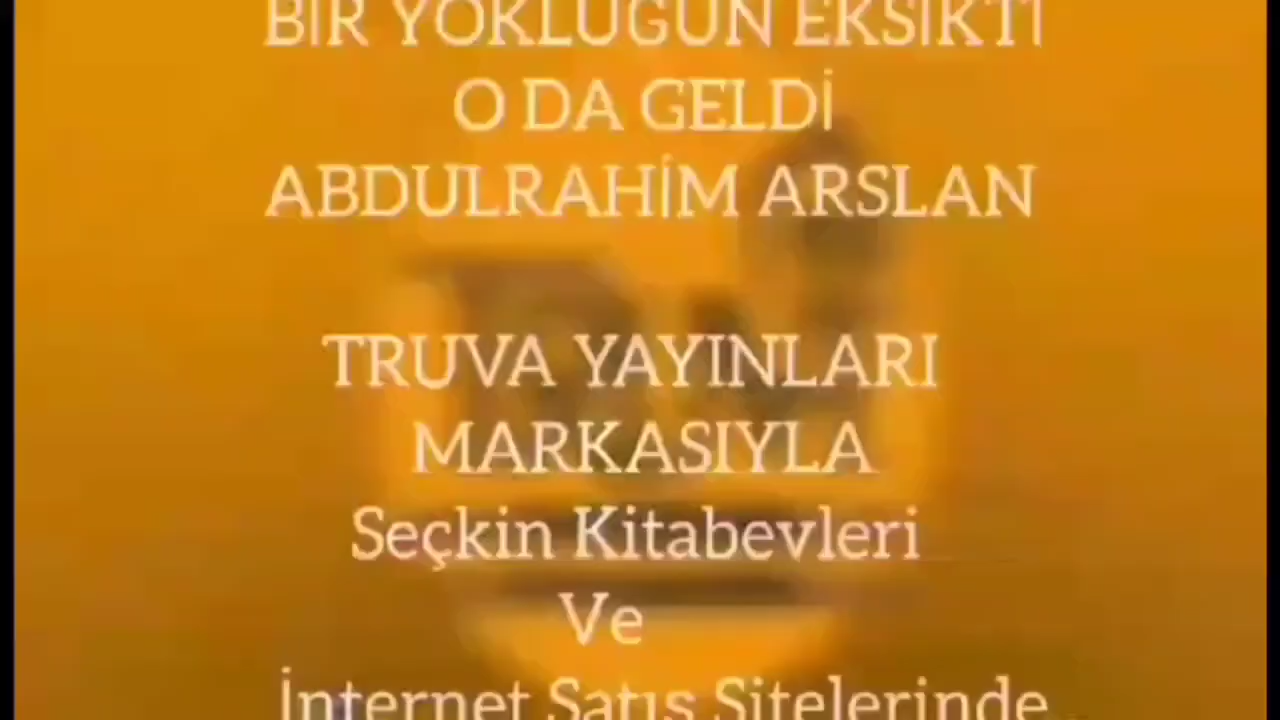 BİR YOKLUĞUN EKSİKTİ
O DA GELDİ
ABDULRAHİM ARSLAN
TRUVA YAYINLARI
MARKASIYLA
Seçkin Kitabevleri
Ve
İnternet Satış Sitelerinde